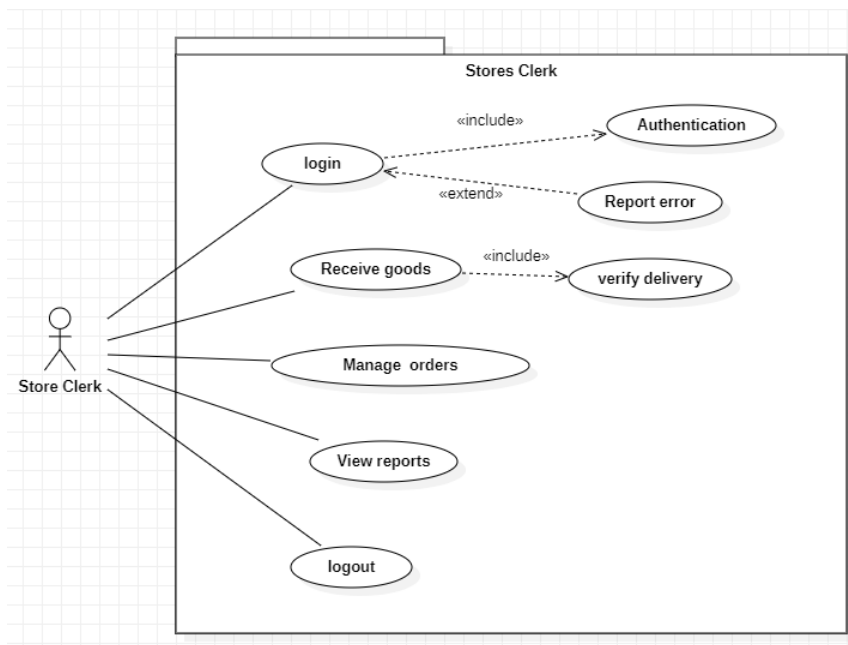 Stores Clerk
«include»
Authentication
login
«extend»
Report error
Receive goods
«include»
verify delivery
Store Clerk
Manage orders
View reports
logout